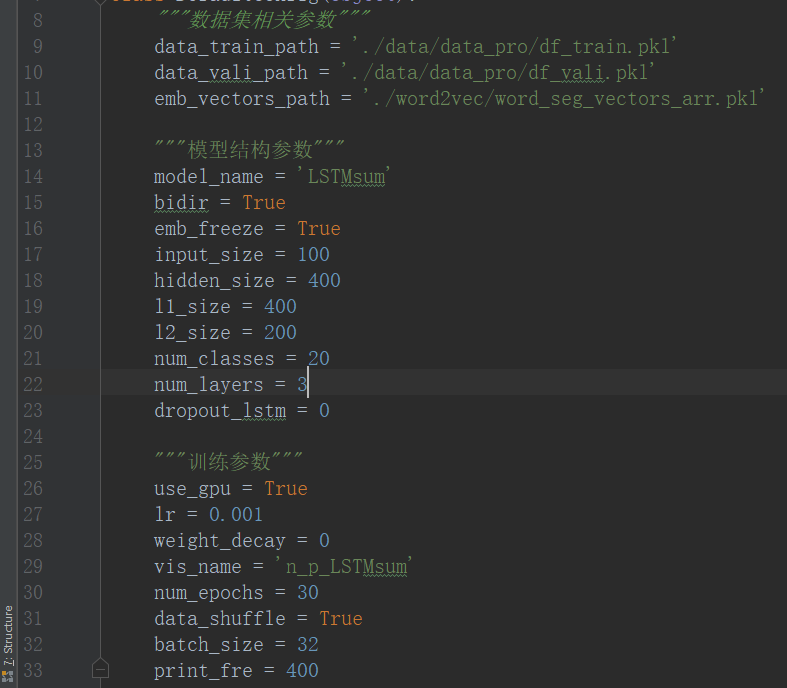 8 """数据集相关参数"""
9 data_train_path = './data/data_pro/df_train.pkl'
10 data_vali_path = './data/data_pro/df_vali.pkl'
11 emb_vectors_path = './word2vec/word_seg_vectors_arr.pkl'
12
13 """模型结构参数"""
14 model_name = 'LSTMsum'
15 bidir = True
16 emb_freeze = True
17 input_size = 100
18 hidden_size = 400
19 l1_size = 400
20 l2_size = 200
21 num_classes = 20
22 num_layers = 3
23 dropout_lstm = 0
24
25 """训练参数"""
26 use_gpu = True
27 lr = 0.001
28 weight_decay = 0
29 vis_name = 'n_p_LSTMsum'
30 num_epochs = 30
31 data_shuffle = True
32 batch_size = 32
33 print_fre = 400
7: Structure